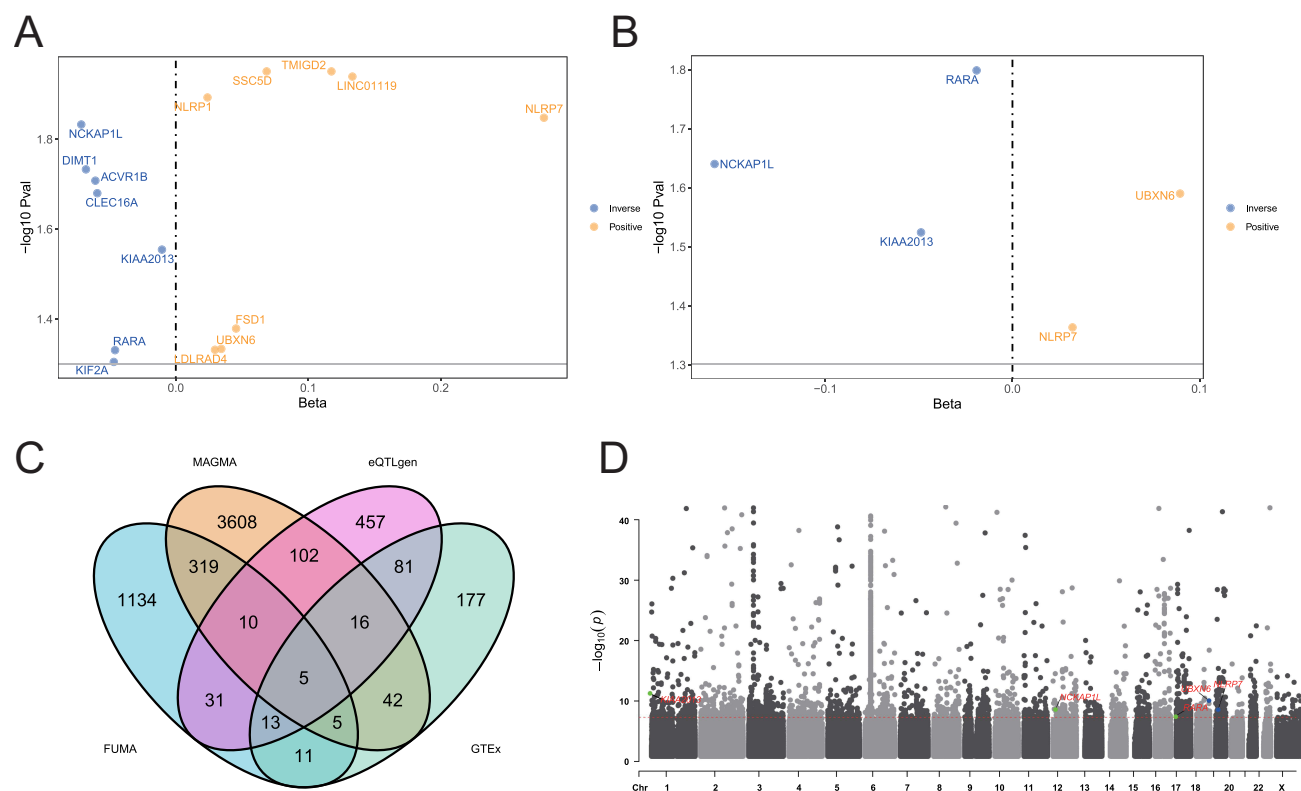 A
B
SSC5D
TMIGD2
LINC01119
NLRP1
NLRP7
NCKAP1L
DIMT1
ACVR1B
CLEC16A
KIAA2013
FSD1
RARA
UBXN6
LDLRAD4
KIF2A
1.8
1.6
1.4
−log10 Pval
0.0
0.1
0.2
Beta
Inverse
Positive
1.8
1.7
1.6
1.5
1.4
1.3
−log10 Pval
RARA
NCKAP1L
UBXN6
KIAA2013
NLRP7
−0.1
0.0
0.1
Beta
Inverse
Positive
C
MAGMA
eQTLgen
3608
457
319
102
81
1134
177
10
16
5
31
42
13
5
11
FUMA
GTEx
D
−log10(p)
40
30
20
10
0
NCKAP1L
UBXN6
NLRP7
RARA
Chr 1 2 3 4 5 6 7 8 9 10 11 12 13 14 15 16 17 18 20 22 X